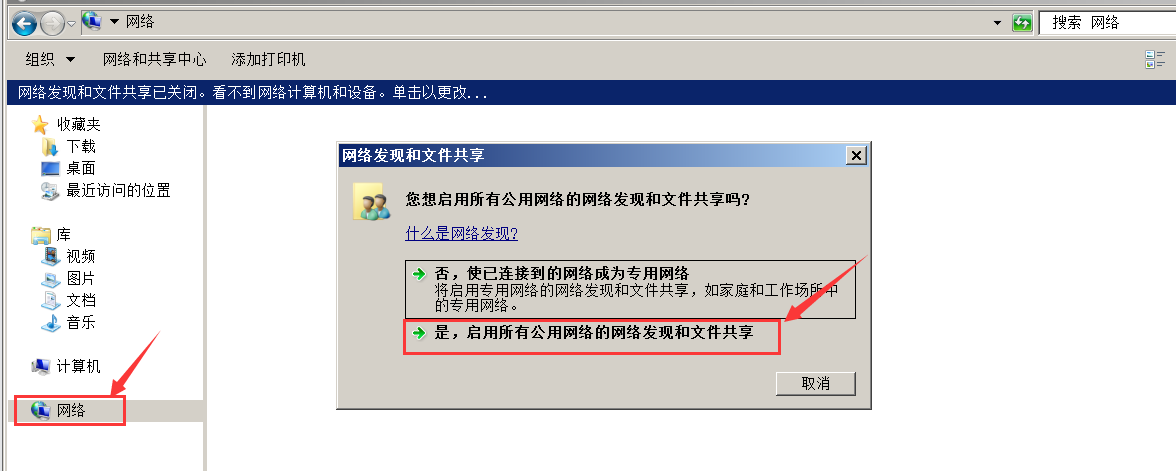 网络
搜索 网络
组织
网络和共享中心
添加打印机
网络发现和文件共享已关闭。看不到网络计算机和设备。单击以更改...
收藏夹
下载
桌面
最近访问的位置
库
视频
图片
文档
音乐
计算机
网络
网络发现和文件共享
您想启用所有公用网络的网络发现和文件共享吗?
什么是网络发现?
否，使已连接到的网络成为专用网络
将启用专用网络的网络发现和文件共享，如家庭和工作场所中
的专用网络。
是，启用所有公用网络的网络发现和文件共享
取消